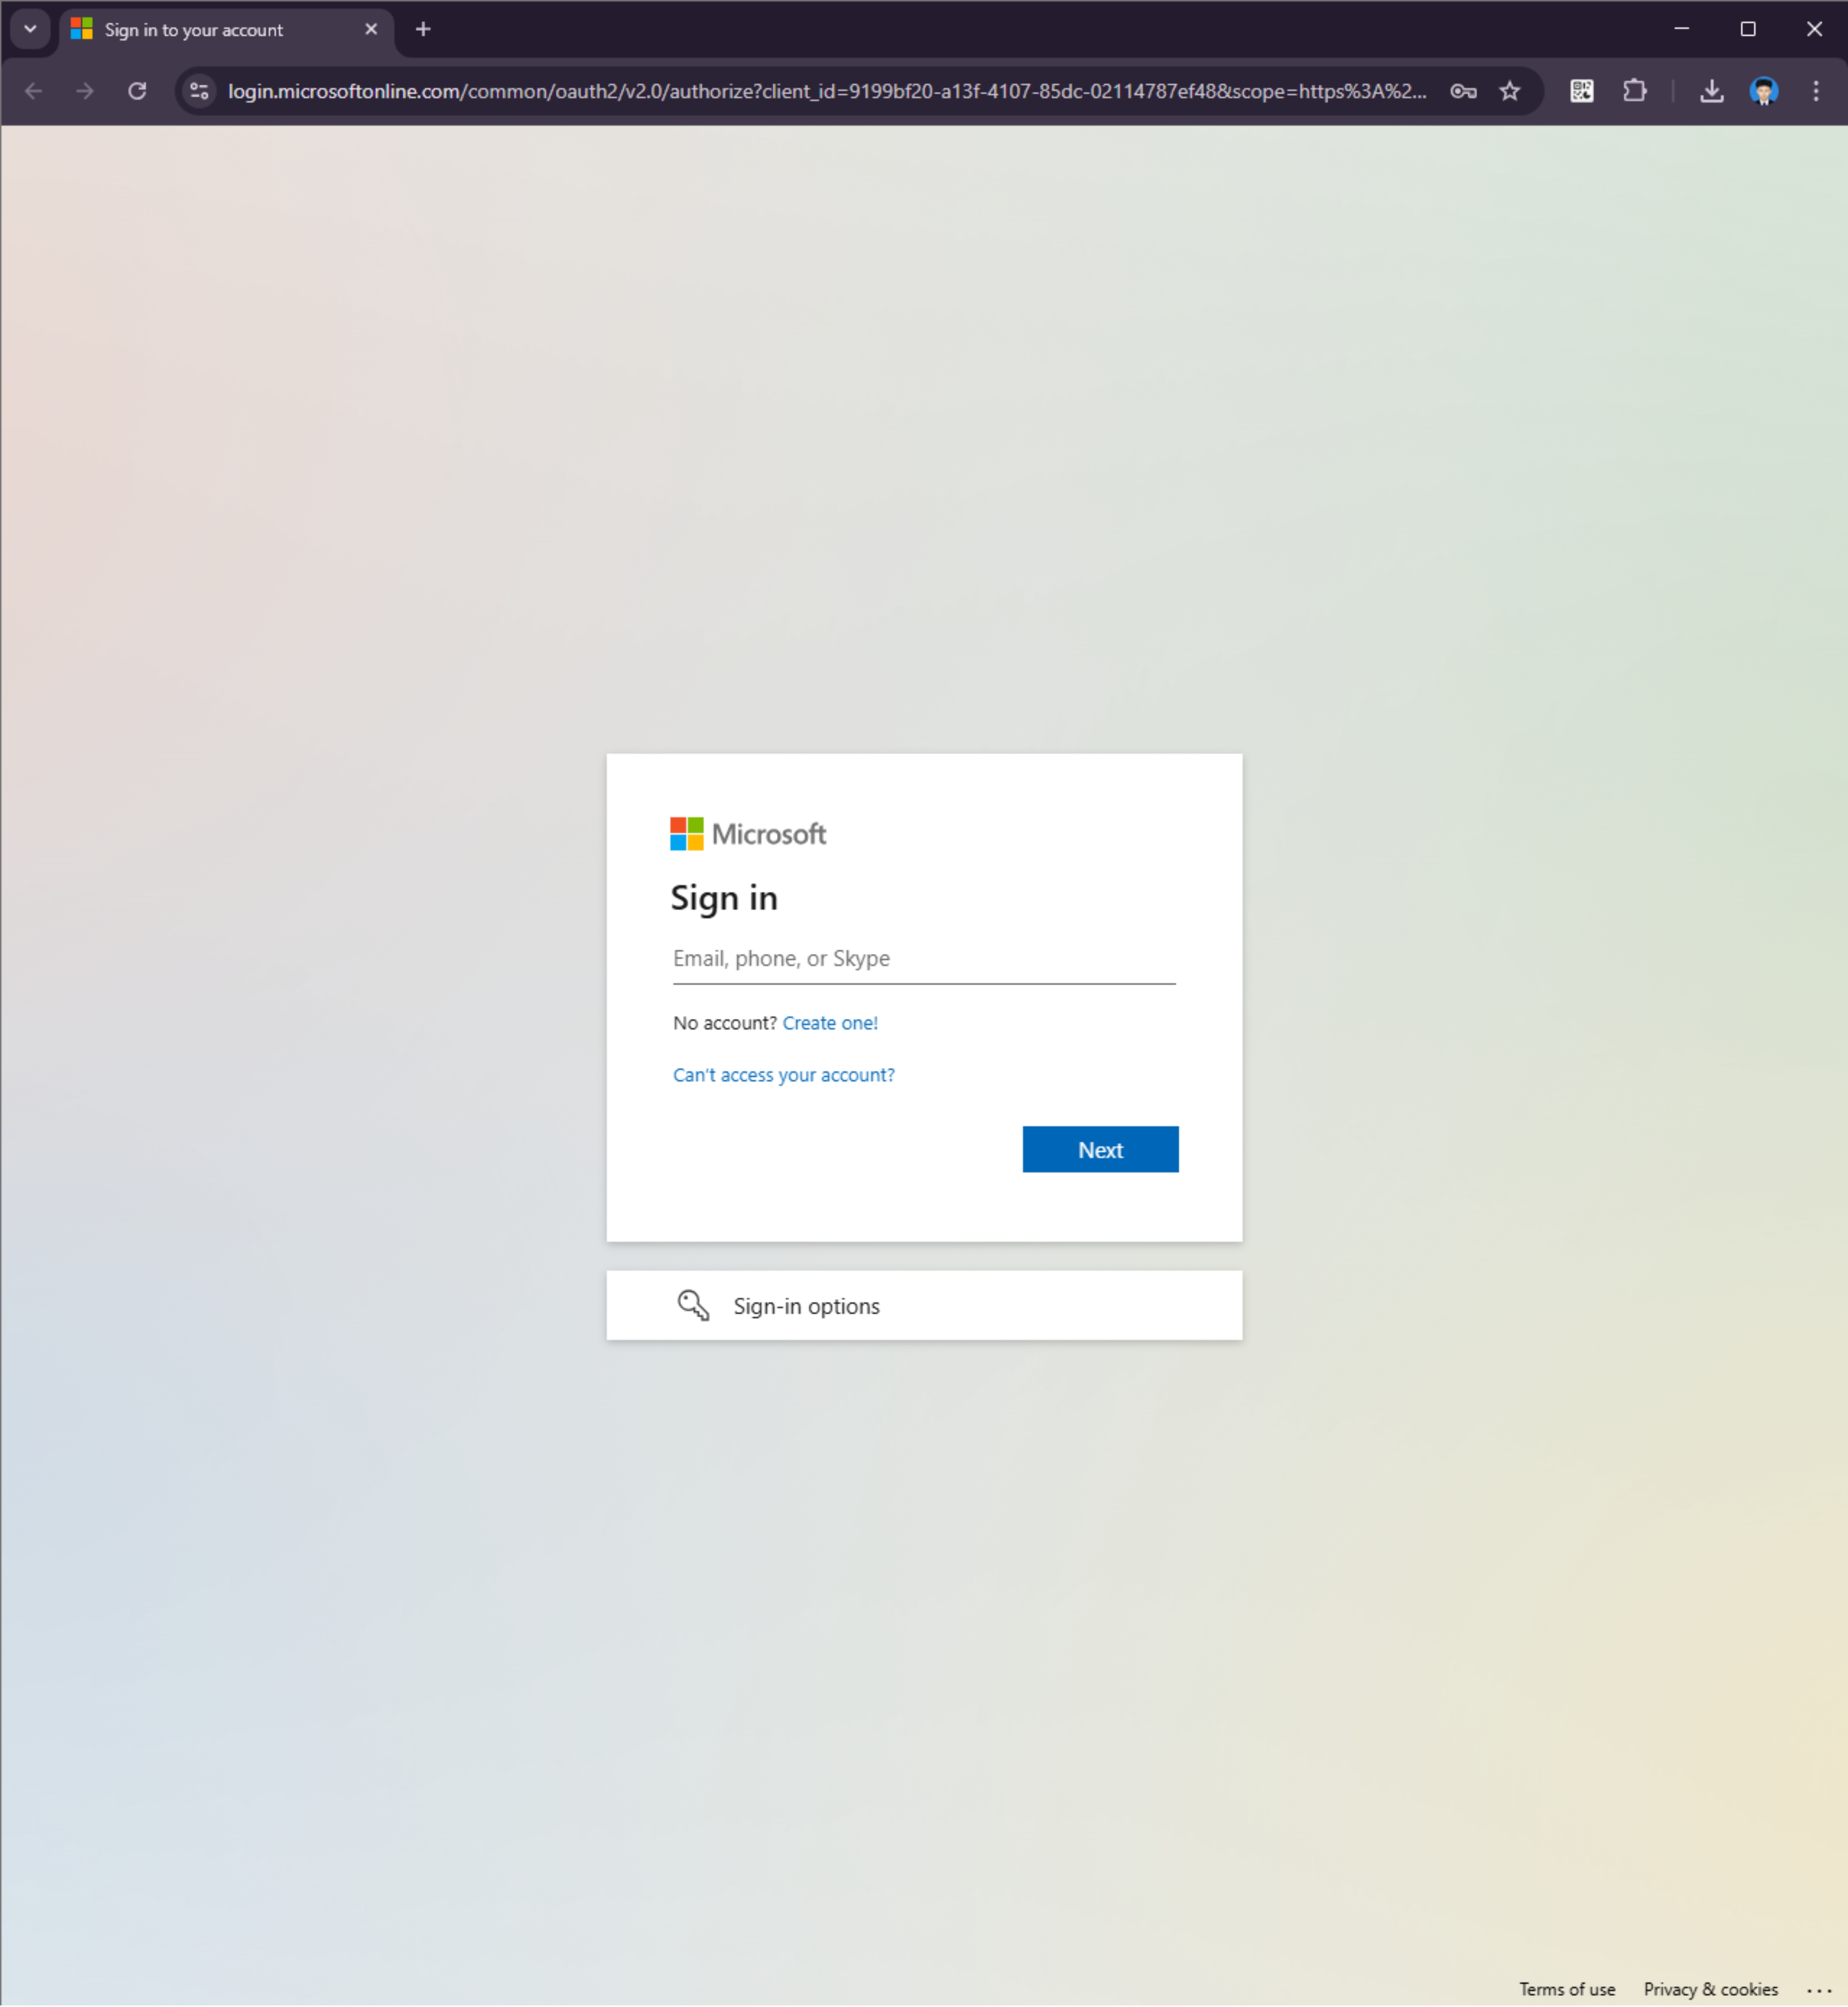 Sign in to your account
login.microsoftonline.com/common/oauth2/v2.0/authorize?client_id=9199bf20-a13f-4107-85dc-02114787ef48&scope=https%3A%2...
Microsoft
Sign in
Email, phone, or Skype
No account? Create one!
Can't access your account?
Next
Sign-in options
Terms of use Privacy & cookies ...